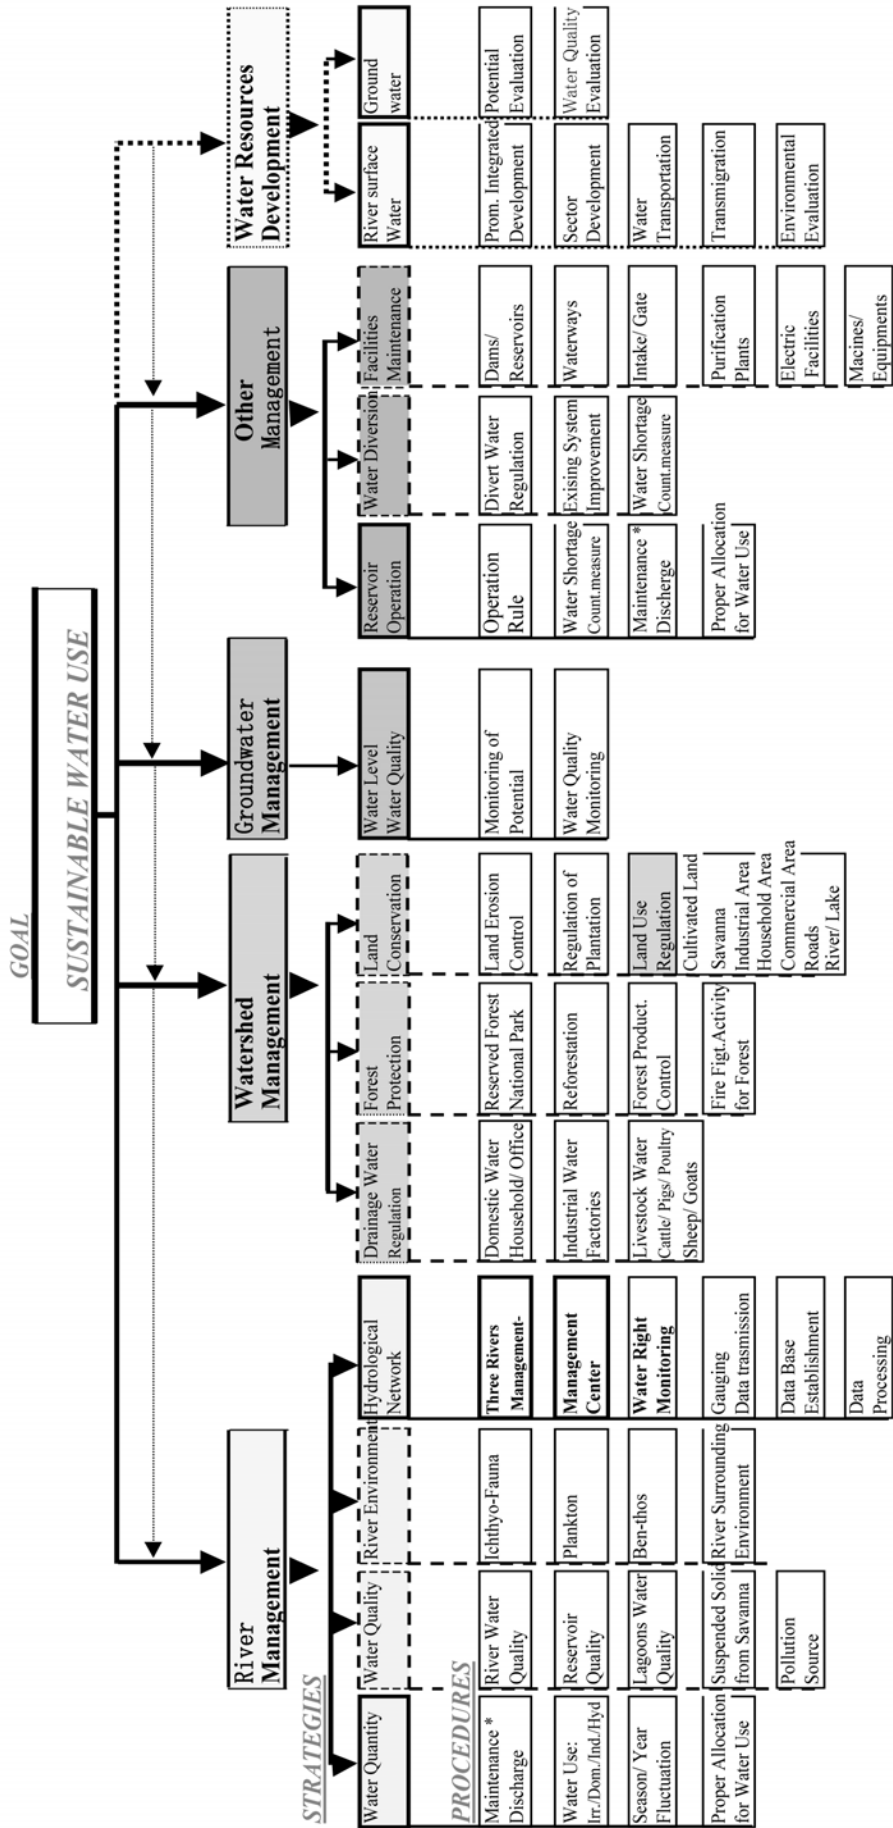 GOAL
SUSTAINABLE WATER USE
River
Management
Watershed
Management
Groundwater
Management
Other
Management
Water Resources
Development
STRATEGIES
Water Quantity
Water Quality
River Environment
Hydrological
Network
Drainage Water
Regulation
Forest
Protection
Land
Conservation
Water Level
Water Quality
Reservoir
Operation
Water Diversion
Facilities
Maintenance
River surface
Water
Ground
water
PROCEDURES
Maintenance *
Discharge
Water Use:
Irr./Dom./Ind./Hyd
Season/ Year
Fluctuation
Proper Allocation
for Water Use
River Water
Quality
Reservoir
Quality
Lagoons Water
Quality
Suspended Solid
from Savanna
Pollution
Source
Ichthyo-Fauna
Plankton
Ben-thos
River Surrounding
Environment
Three Rivers
Management-
Management
Center
Water Right
Monitoring
Gauging
Data trasmission
Data Base
Establishment
Data
Processing
Domestic Water
Household/ Office
Industrial Water
Factories
Livestock Water
Cattle/ Pigs/ Poultry
Sheep/ Goats
Reserved Forest
National Park
Reforestation
Forest Product.
Control
Fire Figt.Activity
for Forest
Land Erosion
Control
Regulation of
Plantation
Land Use
Regulation
Cultivated Land
Savanna
Industrial Area
Household Area
Commercial Area
Roads
River/ Lake
Monitoring of
Potential
Water Quality
Monitoring
Operation
Rule
Water Shortage
Count.measure
Maintenance *
Discharge
Proper Allocation
for Water Use
Divert Water
Regulation
Exising System
Improvement
Water Shortage
Count.measure
Dams/
Reservoirs
Waterways
Intake/ Gate
Purification
Plants
Electric
Facilities
Macines/
Equipments
Prom. Integrated
Development
Sector
Development
Water
Transportation
Transmigration
Environmental
Evaluation
Potential
Evaluation
Water Quality
Evaluation